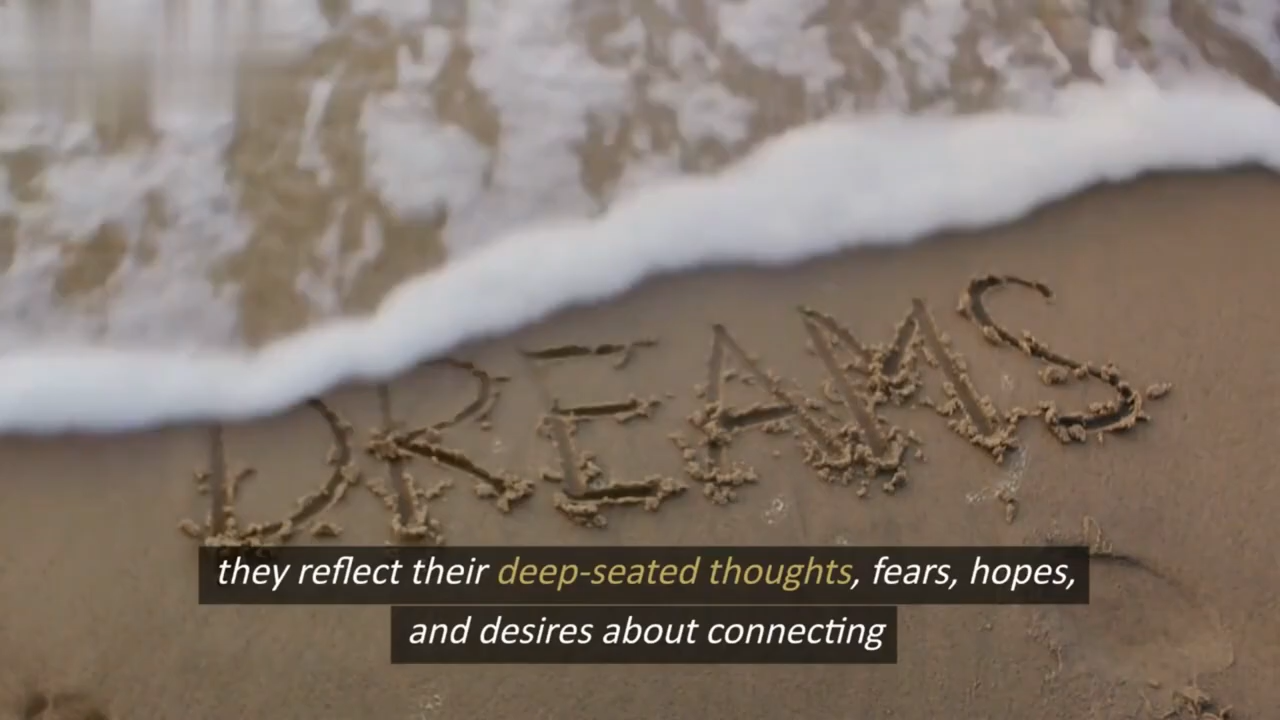 DREAMS
they reflect their deep-seated thoughts, fears, hopes,
and desires about connecting